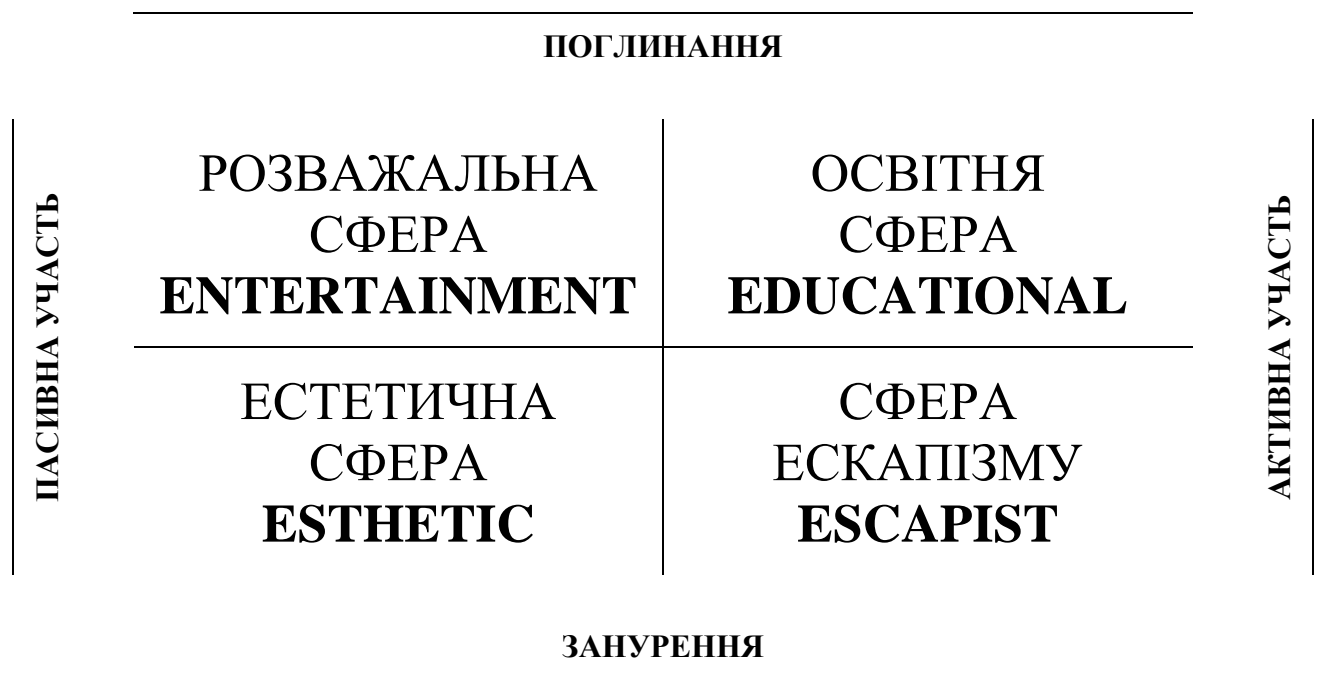 ПОГЛИНАННЯ
ПАСИВНА УЧАСТЬ
РОЗВАЖАЛЬНА
СФЕРА
ENTERTAINMENT
ОСВІТНЯ
СФЕРА
EDUCATIONAL
ЕСТЕТИЧНА
СФЕРА
ESTHETIC
СФЕРА
ЕСКАПІЗМУ
ESCAPIST
АКТИВНА УЧАСТЬ
ЗАНУРЕННЯ